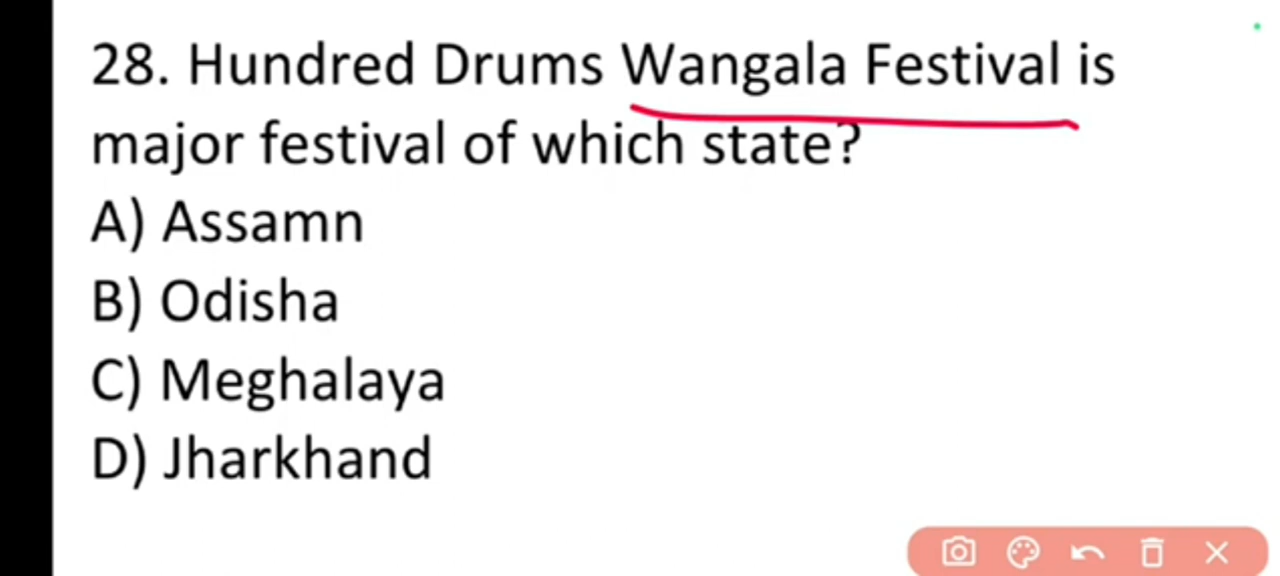 28. Hundred Drums Wangala Festival is
major festival of which state?
A) Assamn
B) Odisha
C) Meghalaya
D) Jharkhand